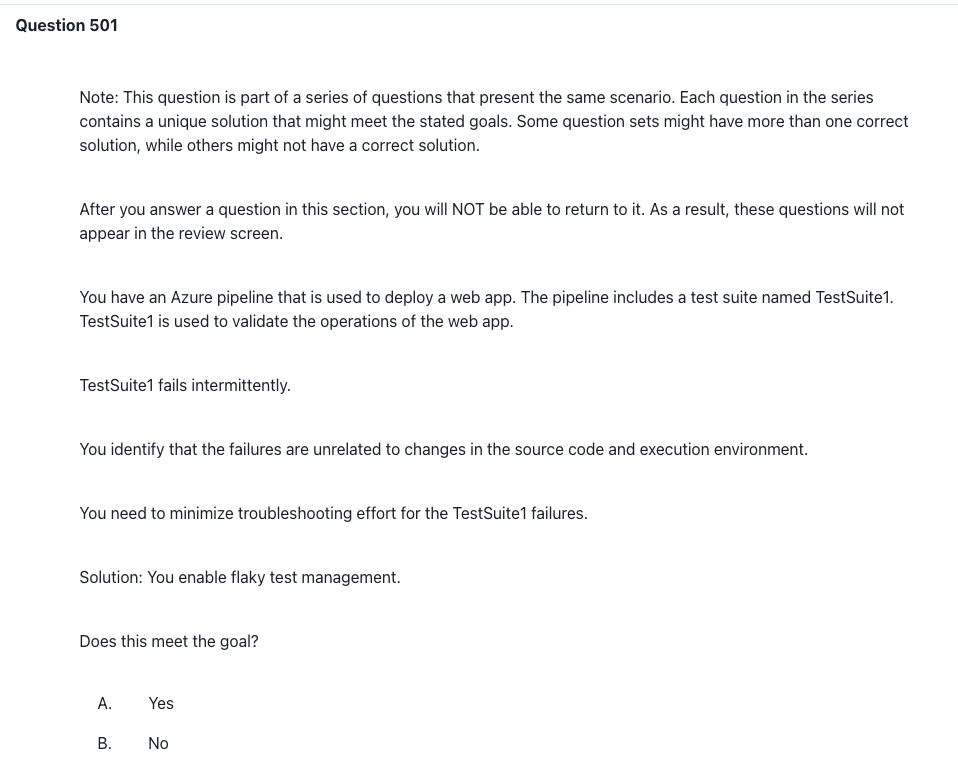 Question 501
Note: This question is part of a series of questions that present the same scenario. Each question in the series
contains a unique solution that might meet the stated goals. Some question sets might have more than one correct
solution, while others might not have a correct solution.
After you answer a question in this section, you will NOT be able to return to it. As a result, these questions will not
appear in the review screen.
You have an Azure pipeline that is used to deploy a web app. The pipeline includes a test suite named TestSuite1.
TestSuite1 is used to validate the operations of the web app.
TestSuite1 fails intermittently.
You identify that the failures are unrelated to changes in the source code and execution environment.
You need to minimize troubleshooting effort for the TestSuite1 failures.
Solution: You enable flaky test management.
Does this meet the goal?
A. Yes
B. No